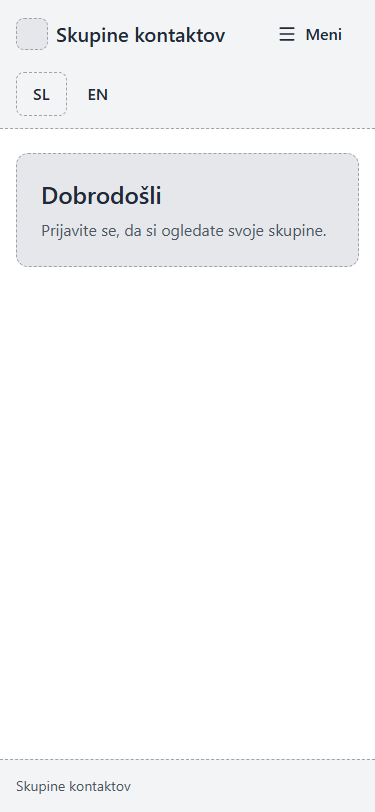 Skupine kontaktov
Meni
SL
EN
Dobrodošli
Prijavite se, da si ogledate svoje skupine.
Skupine kontaktov